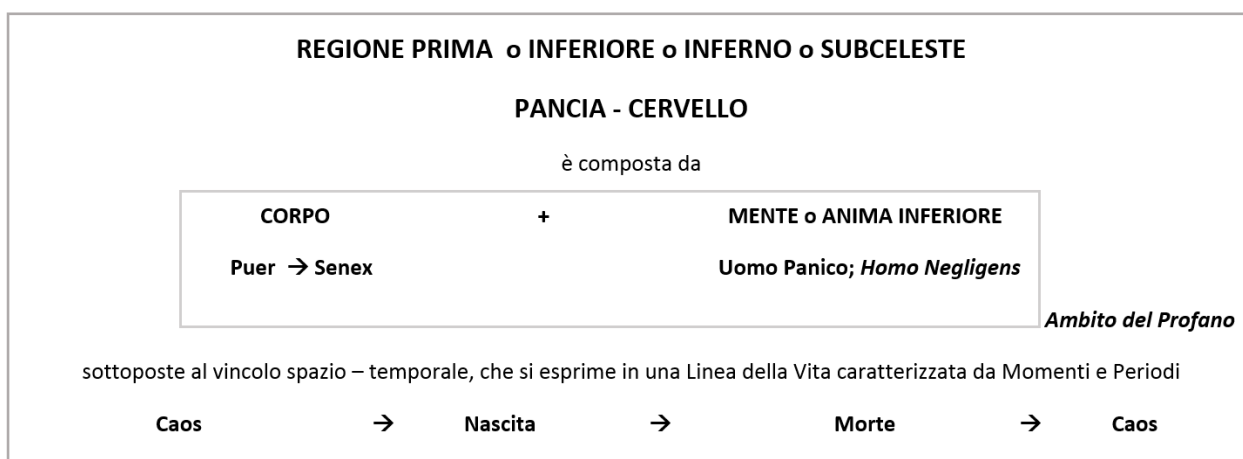 REGIONE PRIMA o INFERIORE o INFERNO o SUBCELESTE
PANCIA - CERVELLO
è composta da
CORPO + MENTE o ANIMA INFERIORE
Puer → Senex Uomo Panico; Homo Negligens
Ambito del Profano
sottoposte al vincolo spazio – temporale, che si esprime in una Linea della Vita caratterizzata da Momenti e Periodi
Caos → Nascita → Morte → Caos